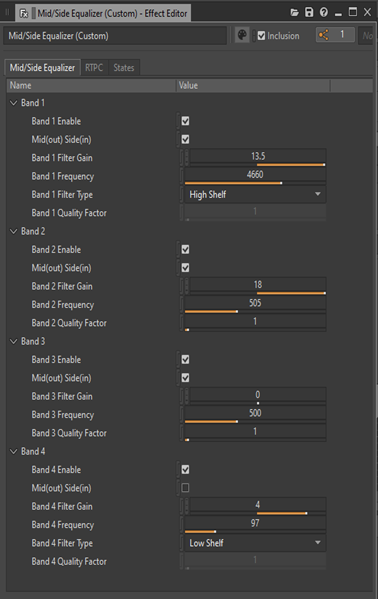 Mid/Side Equalizer (Custom) - Effect Editor
Mid/Side Equalizer (Custom) Inclusion 1 No
Mid/Side Equalizer RTPC States
Name Value
Band 1
Band 1 Enable
Mid(out) Side(in)
Band 1 Filter Gain 13.5
Band 1 Frequency 4660
Band 1 Filter Type High Shelf
Band 1 Quality Factor 1
Band 2
Band 2 Enable
Mid(out) Side(in)
Band 2 Filter Gain 18
Band 2 Frequency 505
Band 2 Quality Factor 1
Band 3
Band 3 Enable
Mid(out) Side(in)
Band 3 Filter Gain 0
Band 3 Frequency 500
Band 3 Quality Factor 1
Band 4
Band 4 Enable
Mid(out) Side(in)
Band 4 Filter Gain 4
Band 4 Frequency 97
Band 4 Filter Type Low Shelf
Band 4 Quality Factor 1